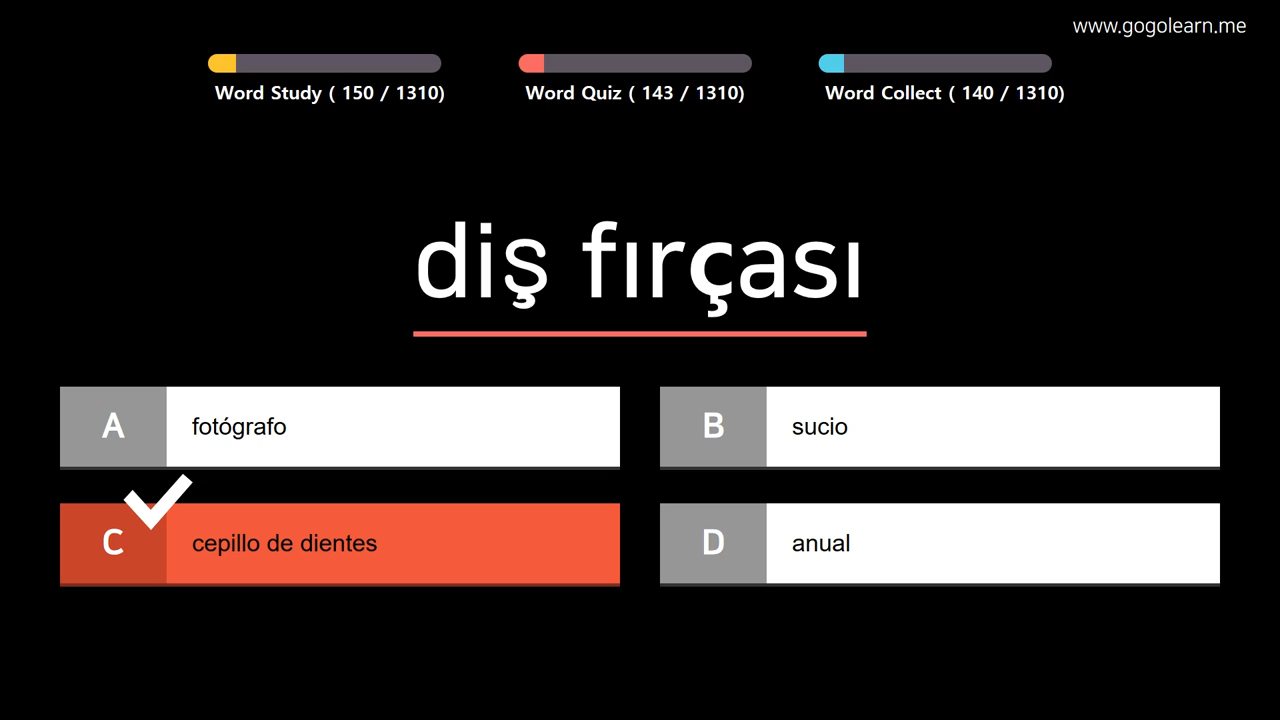 www.gogolearn.me
Word Study ( 150 / 1310)
Word Quiz ( 143 / 1310)
Word Collect ( 140 / 1310)
diş fırçası
A
fotógrafo
B
sucio
C
cepillo de dientes
D
anual